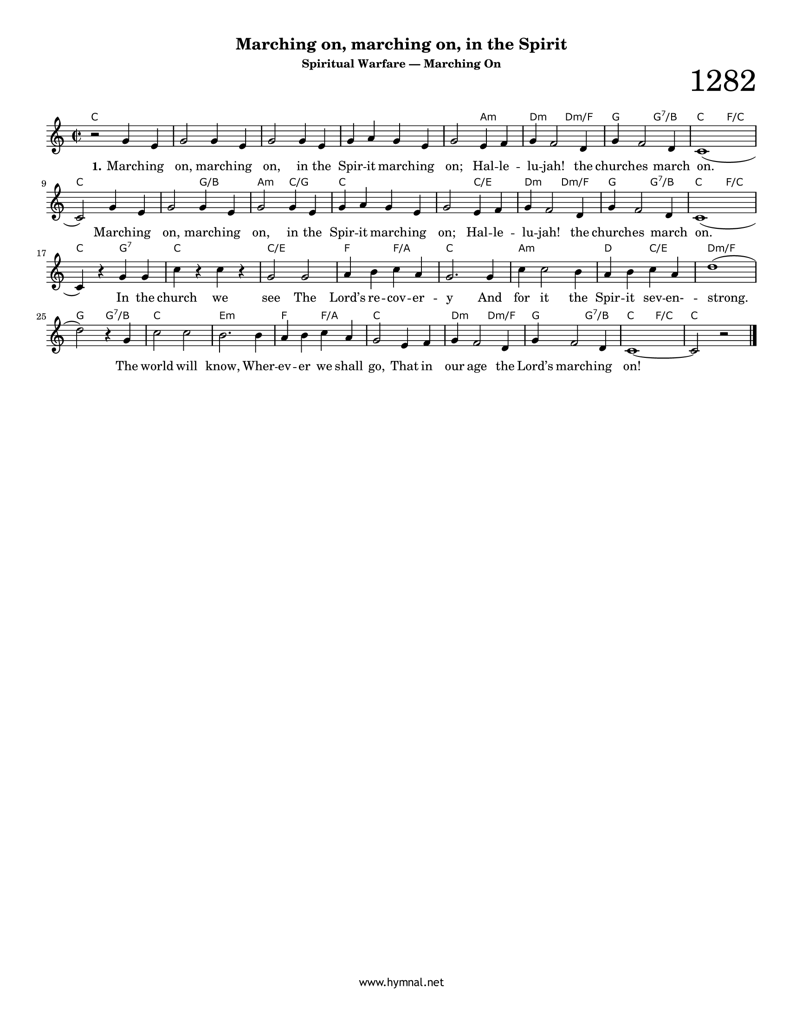 Marching on, marching on, in the Spirit
Spiritual Warfare — Marching On
1282
C Am Dm Dm/F G G7/B C F/C
1. Marching on, marching on, in the Spir-it marching on; Hal-le - lu-jah! the churches march on.
9 C G/B Am C/G C C/E Dm Dm/F G G7/B C F/C
Marching on, marching on, in the Spir-it marching on; Hal-le - lu-jah! the churches march on.
17 C G7 C C/E F F/A C Am D C/E Dm/F
In the church we see The Lord's re-cov-er - y And for it the Spir-it sev-en- - strong.
25 G G7/B C Em F F/A C Dm Dm/F G G7/B C F/C C
The world will know, Wher-ev-er we shall go, That in our age the Lord's marching on!
www.hymnal.net